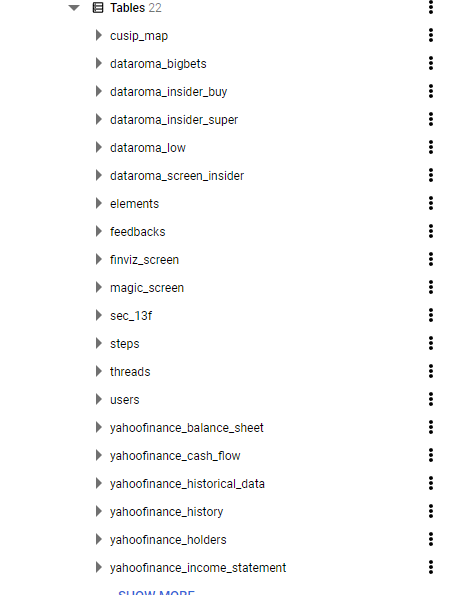 Tables 22
cusip_map
dataroma_bigbets
dataroma_insider_buy
dataroma_insider_super
dataroma_low
dataroma_screen_insider
elements
feedbacks
finviz_screen
magic_screen
sec_13f
steps
threads
users
yahoofinance_balance_sheet
yahoofinance_cash_flow
yahoofinance_historical_data
yahoofinance_history
yahoofinance_holders
yahoofinance_income_statement
SHOW MORE